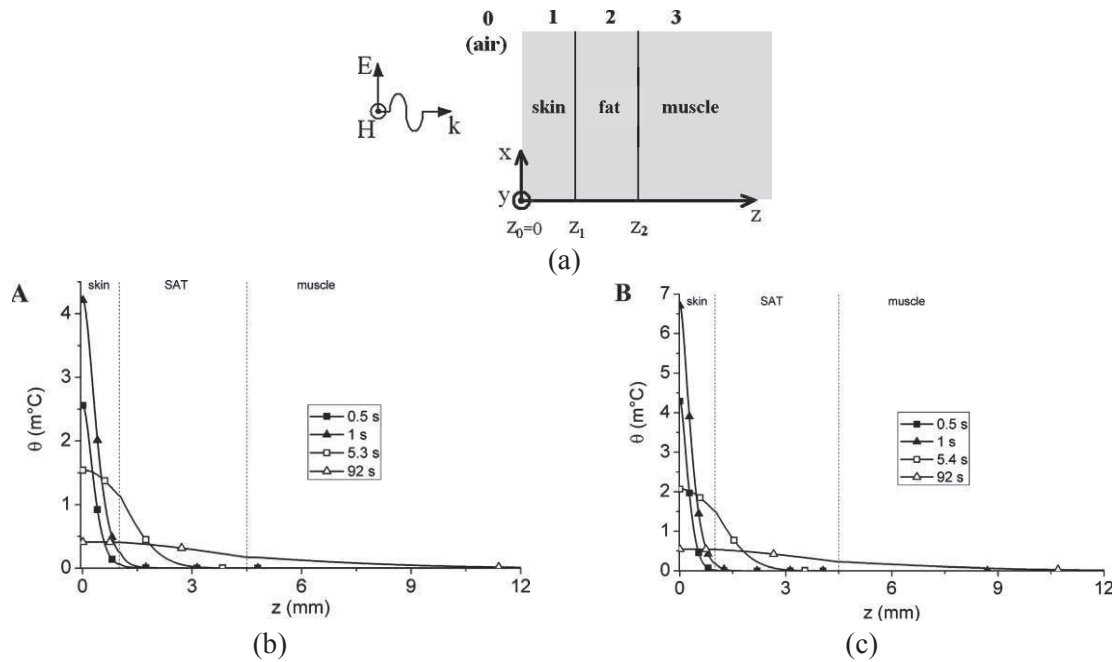 0 1 2 3
(air)
E
H k
skin fat muscle
x
y z
z0=0 z1 z2
(a)
A skin SAT muscle
4
3
2
1
0
θ (m°C)
0.5 s
1 s
5.3 s
92 s
0 3 6 9 12
z (mm)
(b)
B skin SAT muscle
7
6
5
4
3
2
1
0
θ (m°C)
0.5 s
1 s
5.4 s
92 s
0 3 6 9 12
z (mm)
(c)